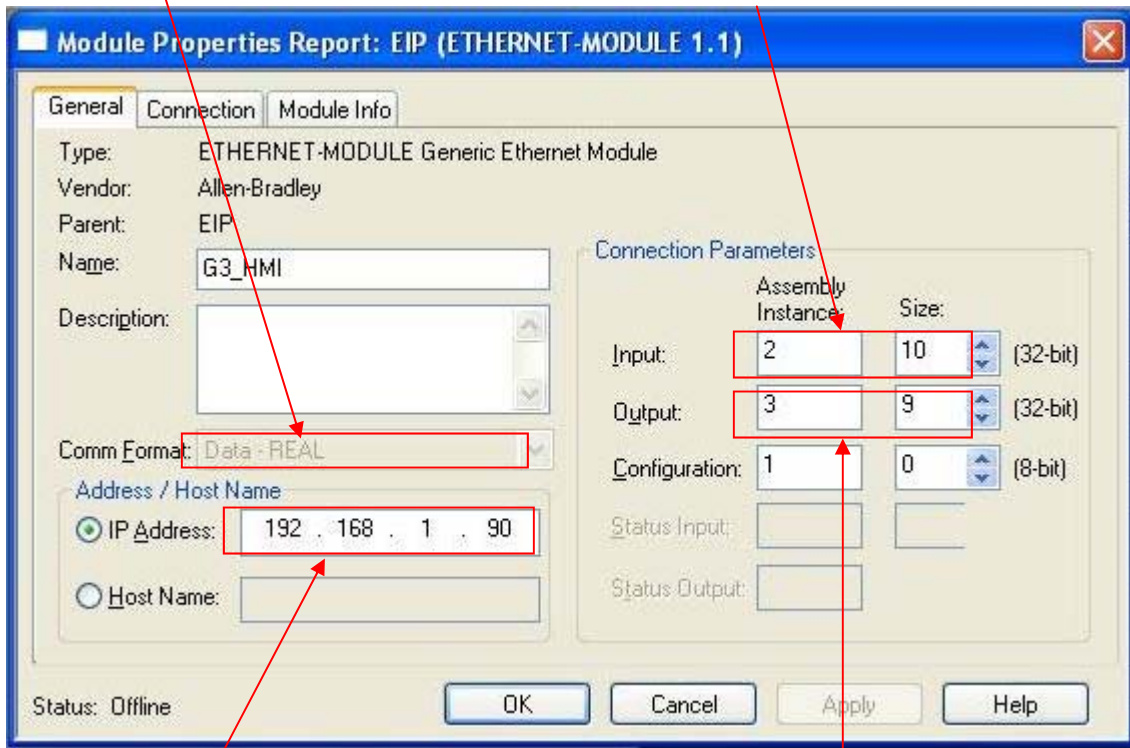 Module Properties Report: EIP (ETHERNET-MODULE 1.1)
General Connection Module Info
Type: ETHERNET-MODULE Generic Ethernet Module
Vendor: Allen-Bradley
Parent: EIP
Name: G3_HMI
Description:
Comm Format: Data - REAL
Address / Host Name
IP Address: 192 . 168 . 1 . 90
Host Name:
Connection Parameters
Assembly
Instance: Size:
Input: 2 10 (32-bit)
Output: 3 9 (32-bit)
Configuration: 1 0 (8-bit)
Status Input:
Status Output:
Status: Offline
OK Cancel Apply Help